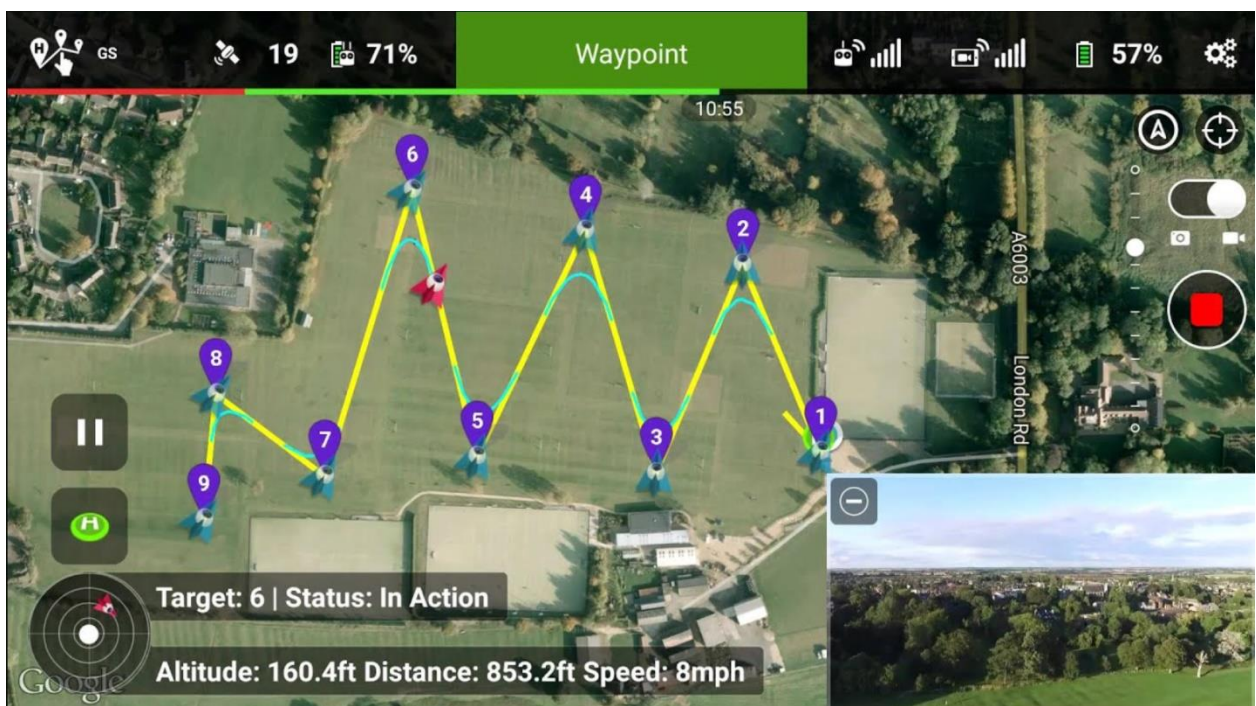 GS 19 71% Waypoint 57%
10:55
6
4
2
A6003
8
London Rd
1
5
7
3
9
Target: 6 | Status: In Action
Altitude: 160.4ft Distance: 853.2ft Speed: 8mph
Google